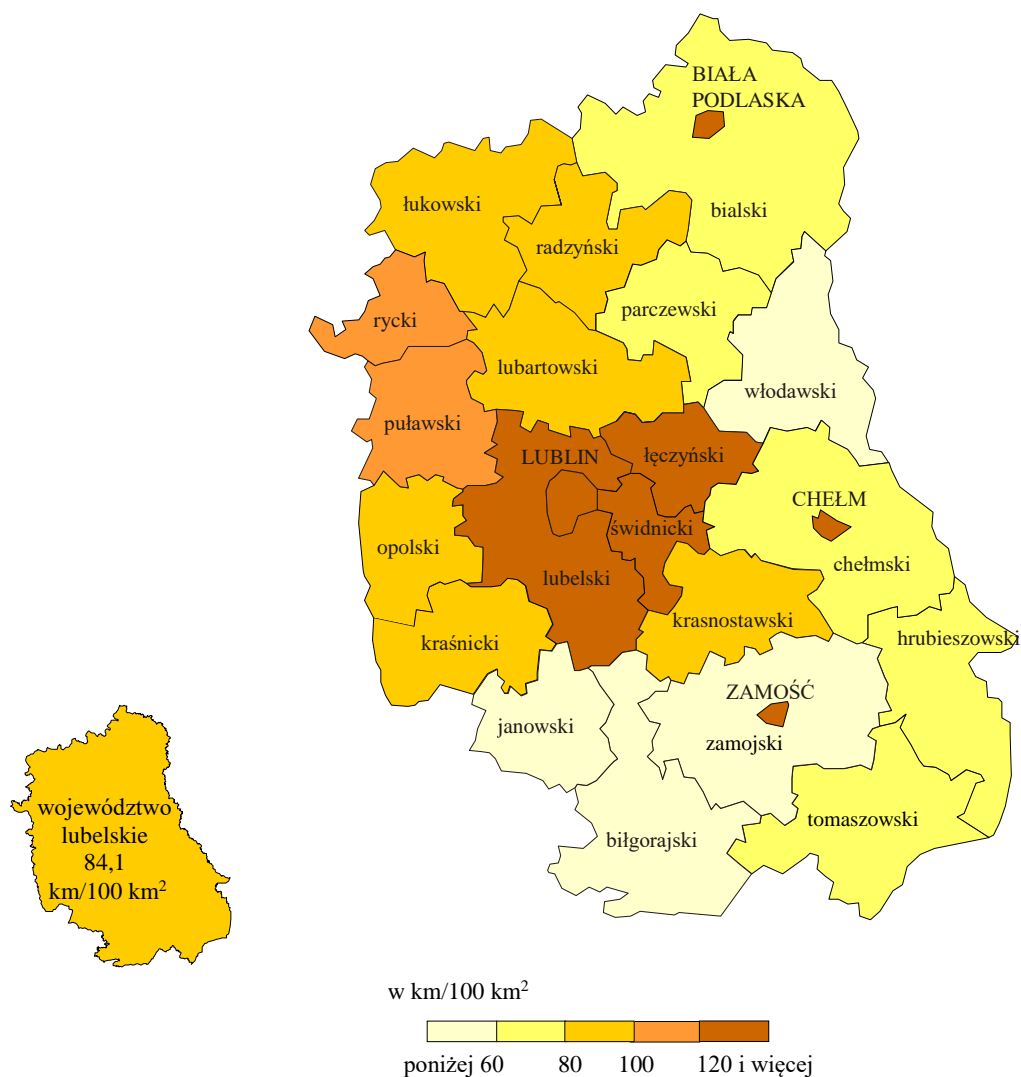 BIAŁA
PODLASKA
łukowski
bialski
radzyński
parczewski
rycki
lubartowski
włodawski
puławski
LUBLIN
łęczyński
CHEŁM
świdnicki
opolski
lubelski
chełmski
krasnostawski
hrubieszowski
kraśnicki
ZAMOŚĆ
janowski
zamojski
województwo
lubelskie
84,1
km/100 km²
tomaszowski
biłgorajski
w km/100 km²
poniżej 60 80 100 120 i więcej